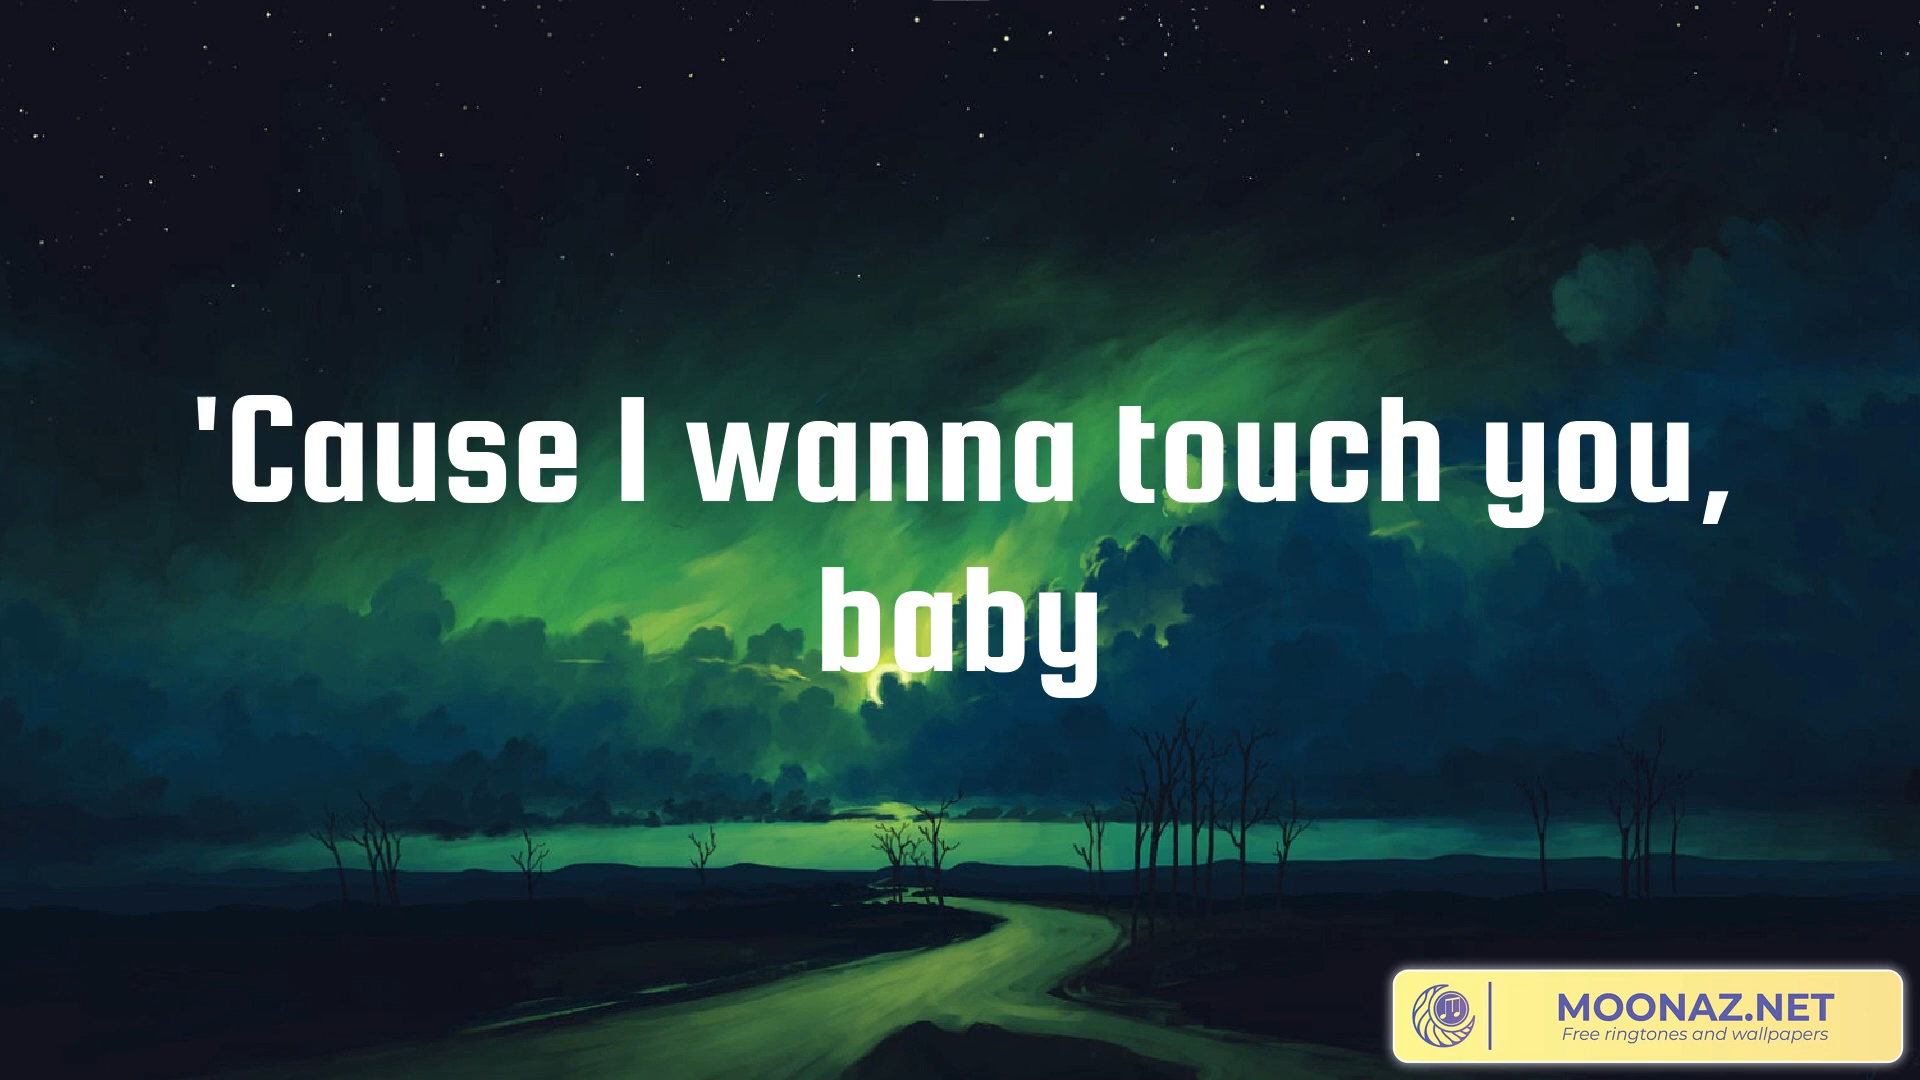 'Cause I wanna touch you,
baby
MOONAZ.NET
Free ringtones and wallpapers